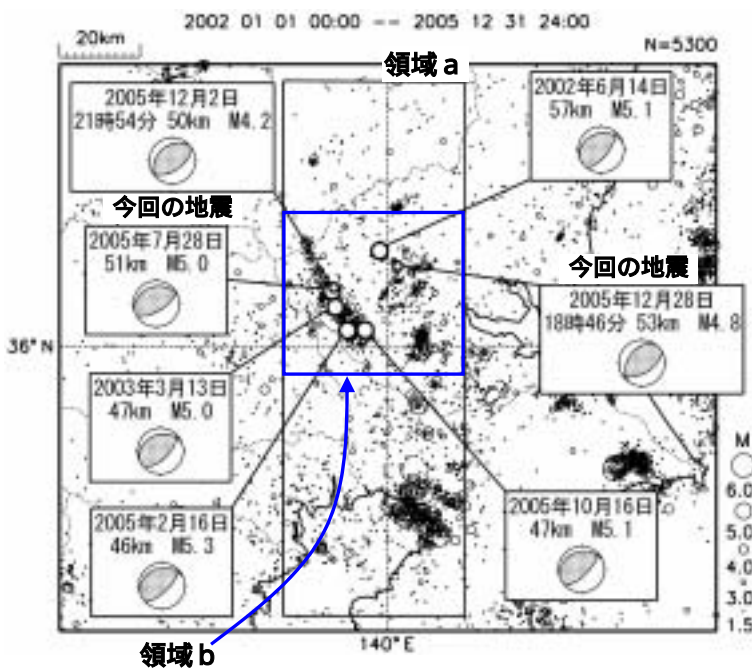 2002 01 01 00:00 -- 2005 12 31 24:00
20km
N=5300
領域a
2005年12月2日
21時54分 50km M4.2
2002年6月14日
57km M5.1
今回の地震
2005年7月28日
51km M5.0
今回の地震
2005年12月28日
18時46分 53km M4.8
36°N
2003年3月13日
47km M5.0
2005年2月16日
46km M5.3
2005年10月16日
47km M5.1
M
6.0
5.0
4.0
3.0
1.5
140°E
領域b